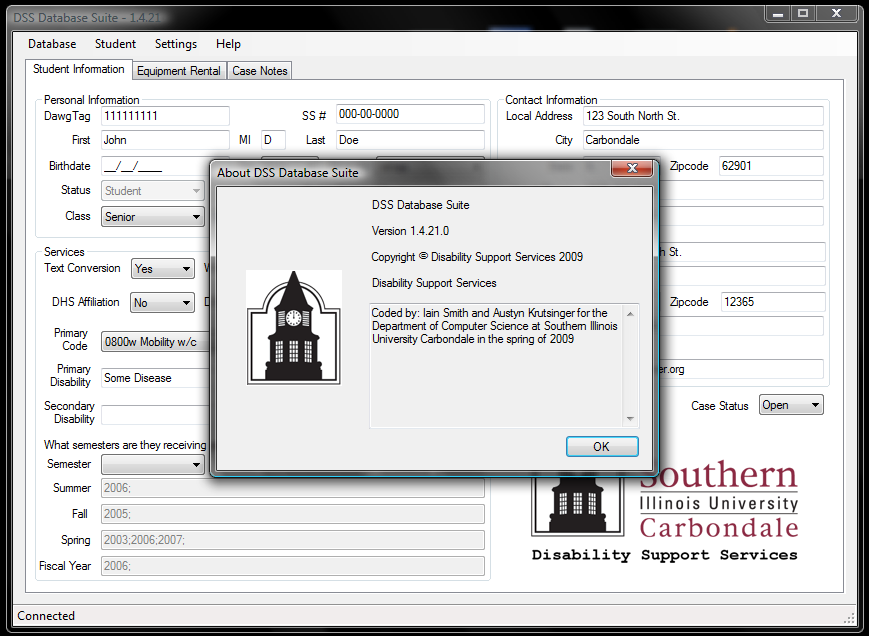 DSS Database Suite - 1.4.21
Database Student Settings Help
Student Information Equipment Rental Case Notes
Personal Information
DawgTag 111111111 SS # 000-00-0000
First John MI D Last Doe
Birthdate __/__/____
Status Student
Class Senior
Contact Information
Local Address 123 South North St.
City Carbondale
Zipcode 62901
h St.
Zipcode 12365
er.org
Case Status Open
Services
Text Conversion Yes
DHS Affiliation No
Primary Code 0800w Mobility w/c
Primary Disability Some Disease
Secondary Disability
What semesters are they receiving
Semester
Summer 2006;
Fall 2005;
Spring 2003;2006;2007;
Fiscal Year 2006;
About DSS Database Suite
DSS Database Suite
Version 1.4.21.0
Copyright © Disability Support Services 2009
Disability Support Services
Coded by: Iain Smith and Austyn Krutsinger for the
Department of Computer Science at Southern Illinois
University Carbondale in the spring of 2009
OK
Southern
Illinois University
Carbondale
Disability Support Services
Connected